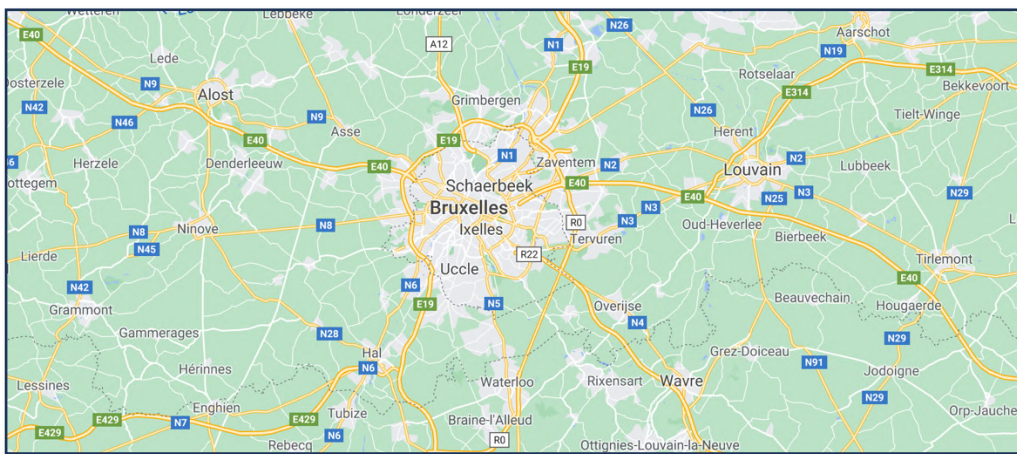 Wetteren
Lebbeke
Londerzeel
N26
Aarschot
E40
A12
N1
N19
Lede
E19
E314
Oosterzele
N9
Rotselaar
Bekkevoort
Alost
Grimbergen
E314
N42
N26
Tielt-Winge
N46
N9
Asse
E19
Herent
E40
N1
Zaventem
N2
N2
Herzele
Denderleeuw
E40
Louvain
Lubbeek
Schaerbeek
E40
N3
N29
Bruxelles
E40
N25
N8
N8
Ixelles
R0
N3
N3
Ninove
Oud-Heverlee
N45
Tervuren
Bierbeek
Lierde
R22
Tirlemont
Uccle
E40
N42
N6
Beauvechain
Grammont
E19
N5
Overijse
Hougaerde
Gammerages
N28
N4
N29
Hal
Grez-Doiceau
N91
Hérinnes
N6
Jodoigne
Lessines
Waterloo
Rixensart
Wavre
N29
Enghien
Orp-Jauche
E429
N7
E429
Tubize
Braine-l'Alleud
E429
N6
Rebecq
R0
Ottignies-Louvain-la-Neuve